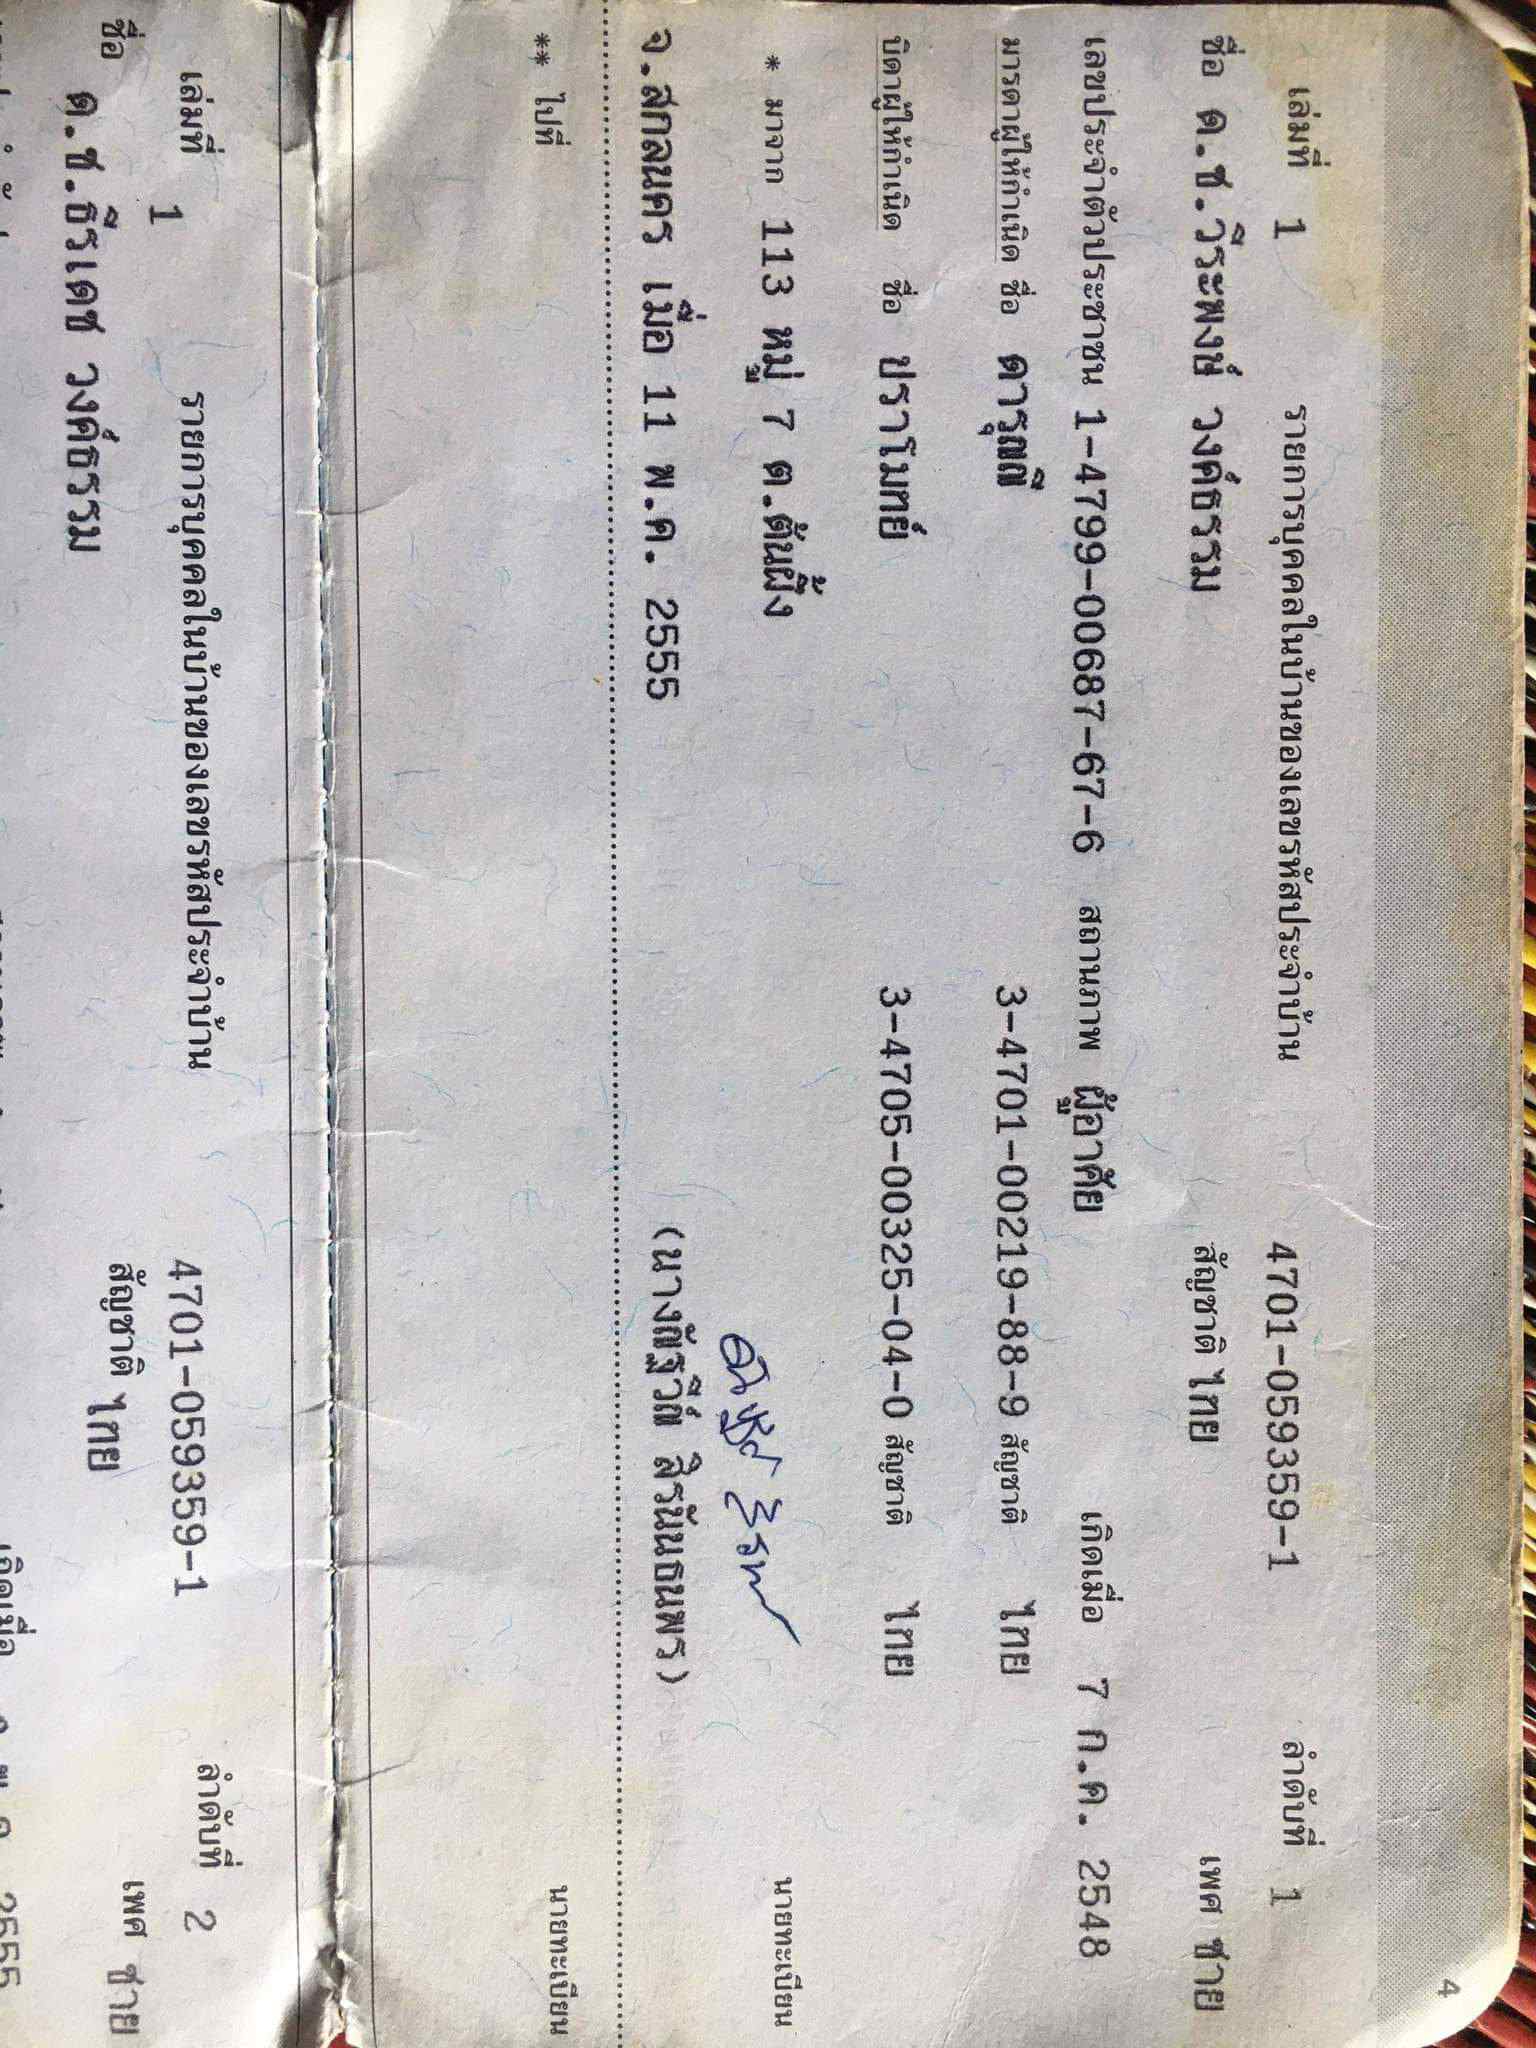 4
เล่มที่ 1 รายการบุคคลในบ้านของเลขรหัสประจำบ้าน 4701-059359-1 ลำดับที่ 1
ชื่อ ด.ช.วีระพงษ์ วงค์ธรรม สัญชาติ ไทย เพศ ชาย
เลขประจำตัวประชาชน 1-4799-00687-67-6 สถานภาพ ผู้อาศัย เกิดเมื่อ 7 ก.ค. 2548
มารดาผู้ให้กำเนิด ชื่อ ดารุณี 3-4701-00219-88-9 สัญชาติ ไทย
บิดาผู้ให้กำเนิด ชื่อ ปราโมทย์ 3-4705-00325-04-0 สัญชาติ ไทย
* มาจาก 113 หมู่ 7 ต.ต้นผึ้ง นายทะเบียน
จ.สกลนคร เมื่อ 11 พ.ค. 2555 (นางณัฐวีณ์ สิรนันธนพร)
** ไปที่ นายทะเบียน
เล่มที่ 1 รายการบุคคลในบ้านของเลขรหัสประจำบ้าน 4701-059359-1 ลำดับที่ 2
ชื่อ ด.ช.ธีรเดช วงค์ธรรม สัญชาติ ไทย เพศ ชาย
เกิดเมื่อ 2555